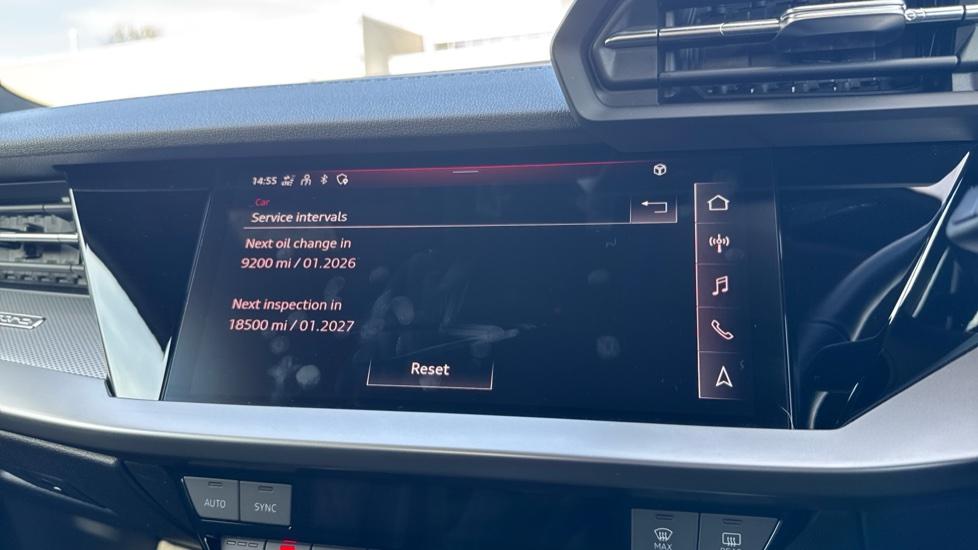 14:55
Car
Service intervals
Next oil change in
9200 mi / 01.2026
Next inspection in
18500 mi / 01.2027
Reset
AUTO
SYNC
MAX